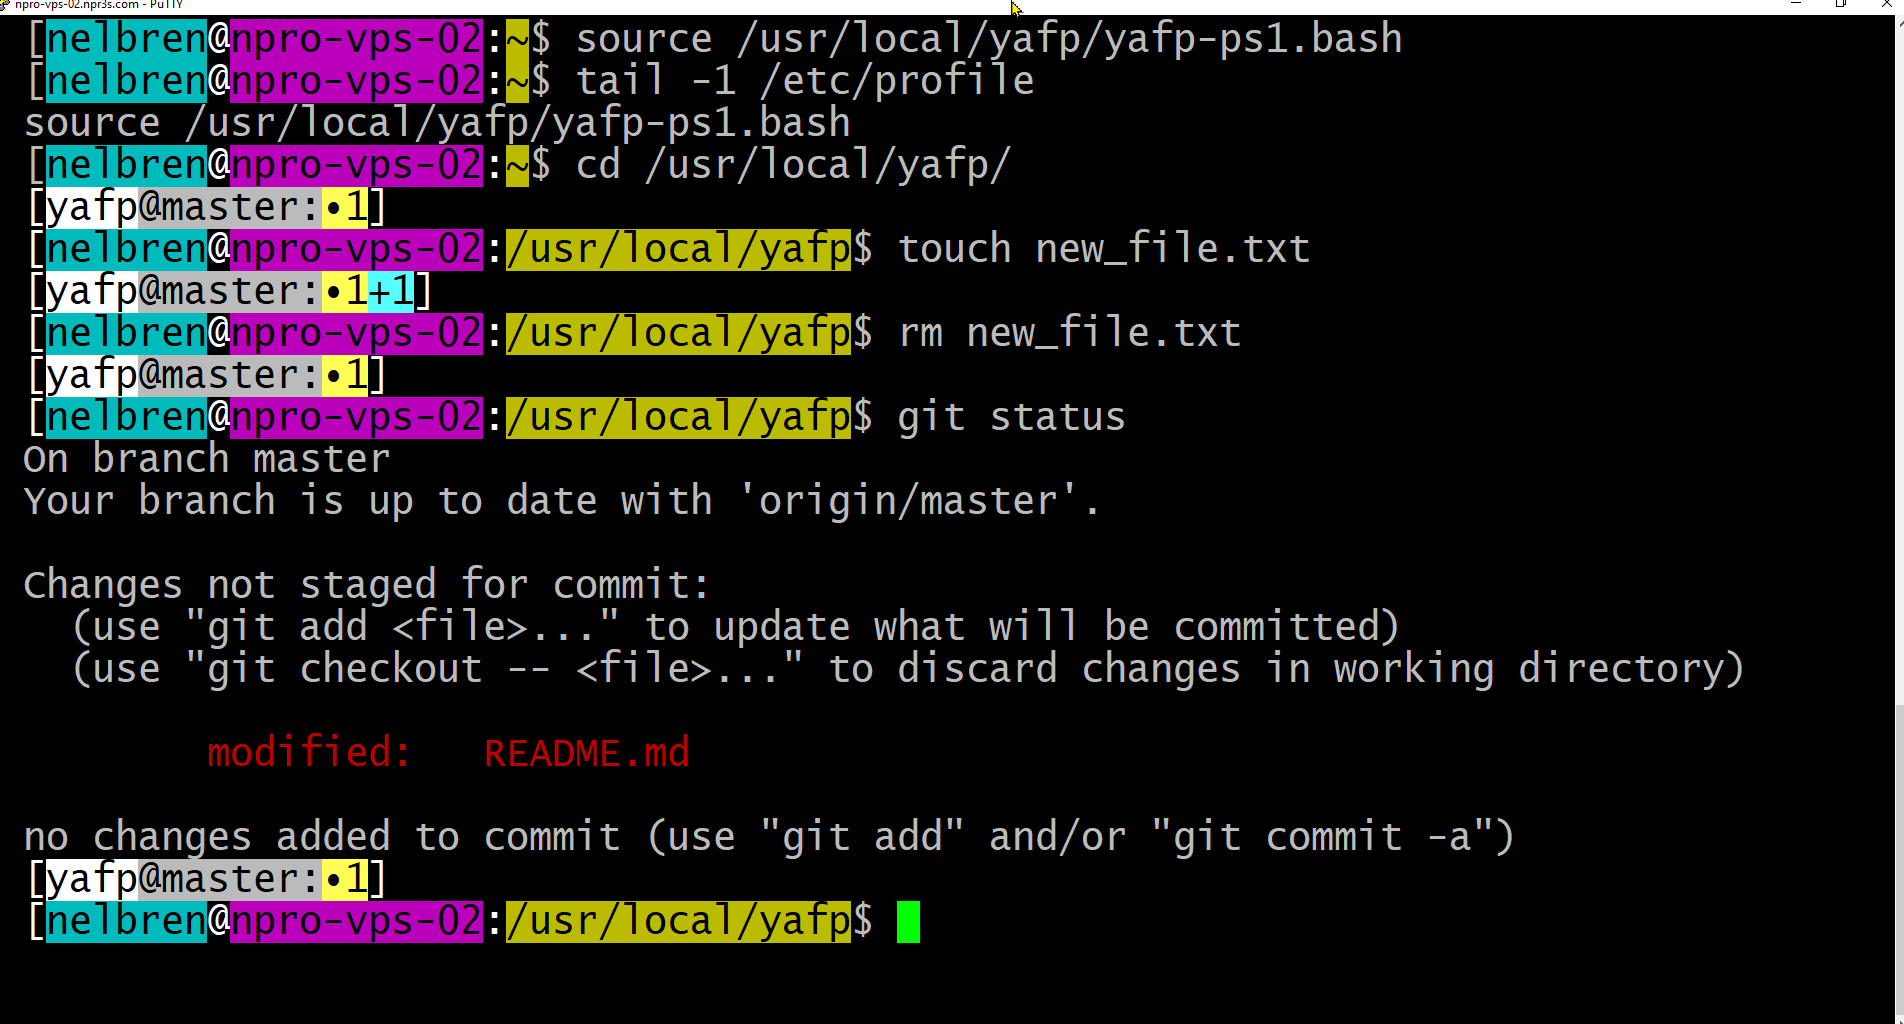 npro-vps-02.npr3s.com - PuTTY
[nelbren@npro-vps-02:~$ source /usr/local/yafp/yafp-ps1.bash
[nelbren@npro-vps-02:~$ tail -1 /etc/profile
source /usr/local/yafp/yafp-ps1.bash
[nelbren@npro-vps-02:~$ cd /usr/local/yafp/
[yafp@master:•1]
[nelbren@npro-vps-02:/usr/local/yafp$ touch new_file.txt
[yafp@master:•1+1]
[nelbren@npro-vps-02:/usr/local/yafp$ rm new_file.txt
[yafp@master:•1]
[nelbren@npro-vps-02:/usr/local/yafp$ git status
On branch master
Your branch is up to date with 'origin/master'.
Changes not staged for commit:
(use "git add <file>..." to update what will be committed)
(use "git checkout -- <file>..." to discard changes in working directory)
modified:   README.md
no changes added to commit (use "git add" and/or "git commit -a")
[yafp@master:•1]
[nelbren@npro-vps-02:/usr/local/yafp$